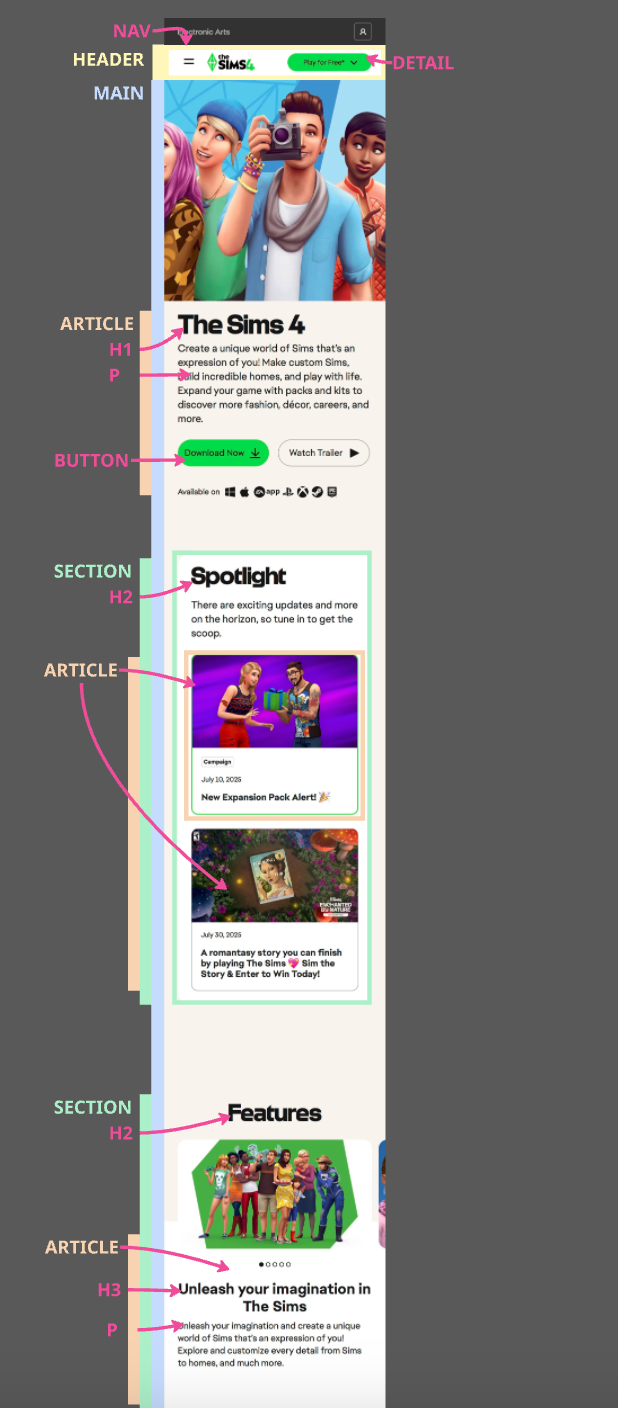 NAV
Electronic Arts
HEADER
the
SIMS4
Play for Free*
DETAIL
MAIN
ARTICLE
The Sims 4
H1
Create a unique world of Sims that's an
expression of you! Make custom Sims,
P
build incredible homes, and play with life.
Expand your game with packs and kits to
discover more fashion, décor, careers, and
more.
BUTTON
Download Now
Watch Trailer
Available on
app
SECTION
Spotlight
H2
There are exciting updates and more
on the horizon, so tune in to get the
scoop.
ARTICLE
Campaign
July 10, 2025
New Expansion Pack Alert! 🎉
ENCHANTED
by NATURE
July 30, 2025
A romantasy story you can finish
by playing The Sims 💖 Sim the
Story & Enter to Win Today!
SECTION
Features
H2
ARTICLE
H3
Unleash your imagination in
The Sims
P
Unleash your imagination and create a unique
world of Sims that's an expression of you!
Explore and customize every detail from Sims
to homes, and much more.